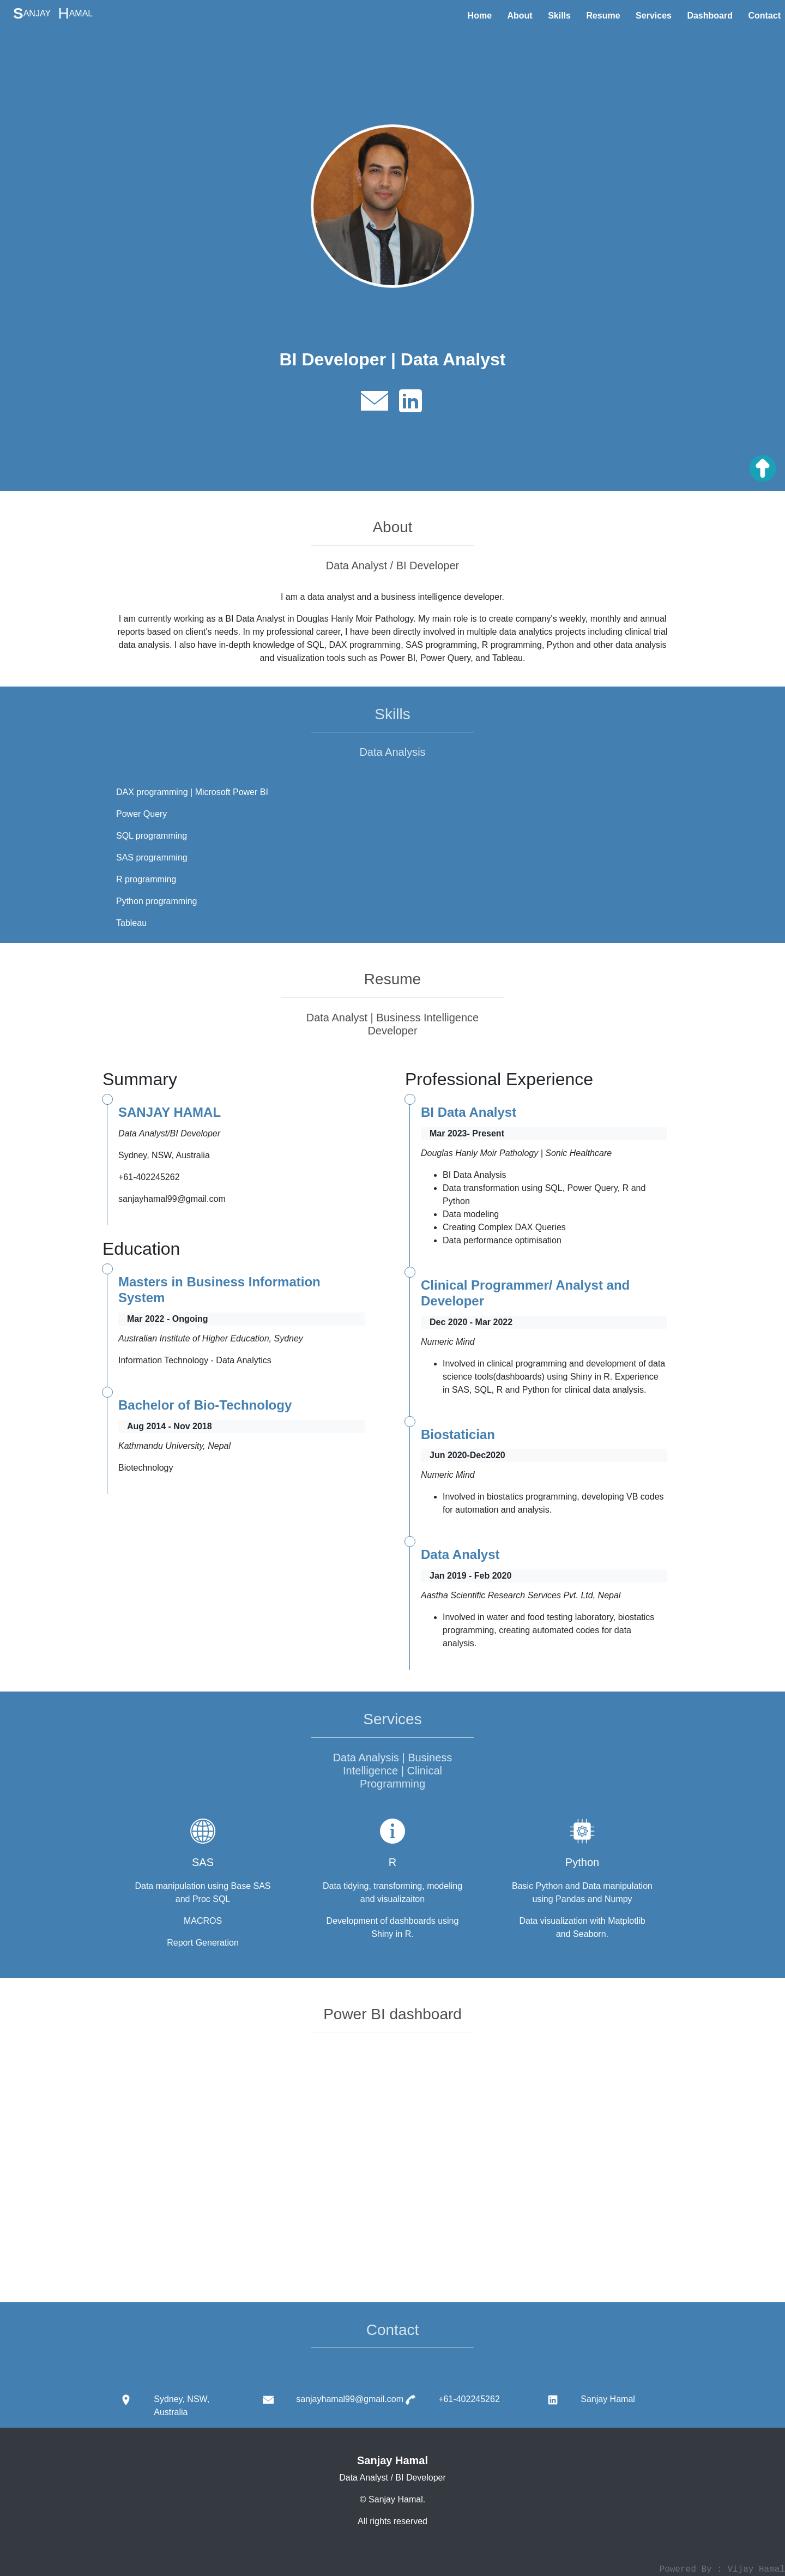 SANJAY HAMAL
Home About Skills Resume Services Dashboard Contact
BI Developer | Data Analyst
in
About
Data Analyst / BI Developer
I am a data analyst and a business intelligence developer.
I am currently working as a BI Data Analyst in Douglas Hanly Moir Pathology. My main role is to create company's weekly, monthly and annual
reports based on client's needs. In my professional career, I have been directly involved in multiple data analytics projects including clinical trial
data analysis. I also have in-depth knowledge of SQL, DAX programming, SAS programming, R programming, Python and other data analysis
and visualization tools such as Power BI, Power Query, and Tableau.
Skills
Data Analysis
DAX programming | Microsoft Power BI
Power Query
SQL programming
SAS programming
R programming
Python programming
Tableau
Resume
Data Analyst | Business Intelligence
Developer
Summary
SANJAY HAMAL
Data Analyst/BI Developer
Sydney, NSW, Australia
+61-402245262
sanjayhamal99@gmail.com
Education
Masters in Business Information
System
Mar 2022 - Ongoing
Australian Institute of Higher Education, Sydney
Information Technology - Data Analytics
Bachelor of Bio-Technology
Aug 2014 - Nov 2018
Kathmandu University, Nepal
Biotechnology
Professional Experience
BI Data Analyst
Mar 2023- Present
Douglas Hanly Moir Pathology | Sonic Healthcare
• BI Data Analysis
• Data transformation using SQL, Power Query, R and
Python
• Data modeling
• Creating Complex DAX Queries
• Data performance optimisation
Clinical Programmer/ Analyst and
Developer
Dec 2020 - Mar 2022
Numeric Mind
• Involved in clinical programming and development of data
science tools(dashboards) using Shiny in R. Experience
in SAS, SQL, R and Python for clinical data analysis.
Biostatician
Jun 2020-Dec2020
Numeric Mind
• Involved in biostatics programming, developing VB codes
for automation and analysis.
Data Analyst
Jan 2019 - Feb 2020
Aastha Scientific Research Services Pvt. Ltd, Nepal
• Involved in water and food testing laboratory, biostatics
programming, creating automated codes for data
analysis.
Services
Data Analysis | Business
Intelligence | Clinical
Programming
SAS
Data manipulation using Base SAS
and Proc SQL
MACROS
Report Generation
R
Data tidying, transforming, modeling
and visualizaiton
Development of dashboards using
Shiny in R.
Python
Basic Python and Data manipulation
using Pandas and Numpy
Data visualization with Matplotlib
and Seaborn.
Power BI dashboard
Contact
Sydney, NSW,
Australia
sanjayhamal99@gmail.com
+61-402245262
in
Sanjay Hamal
Sanjay Hamal
Data Analyst / BI Developer
© Sanjay Hamal.
All rights reserved
Powered By : Vijay Hamal